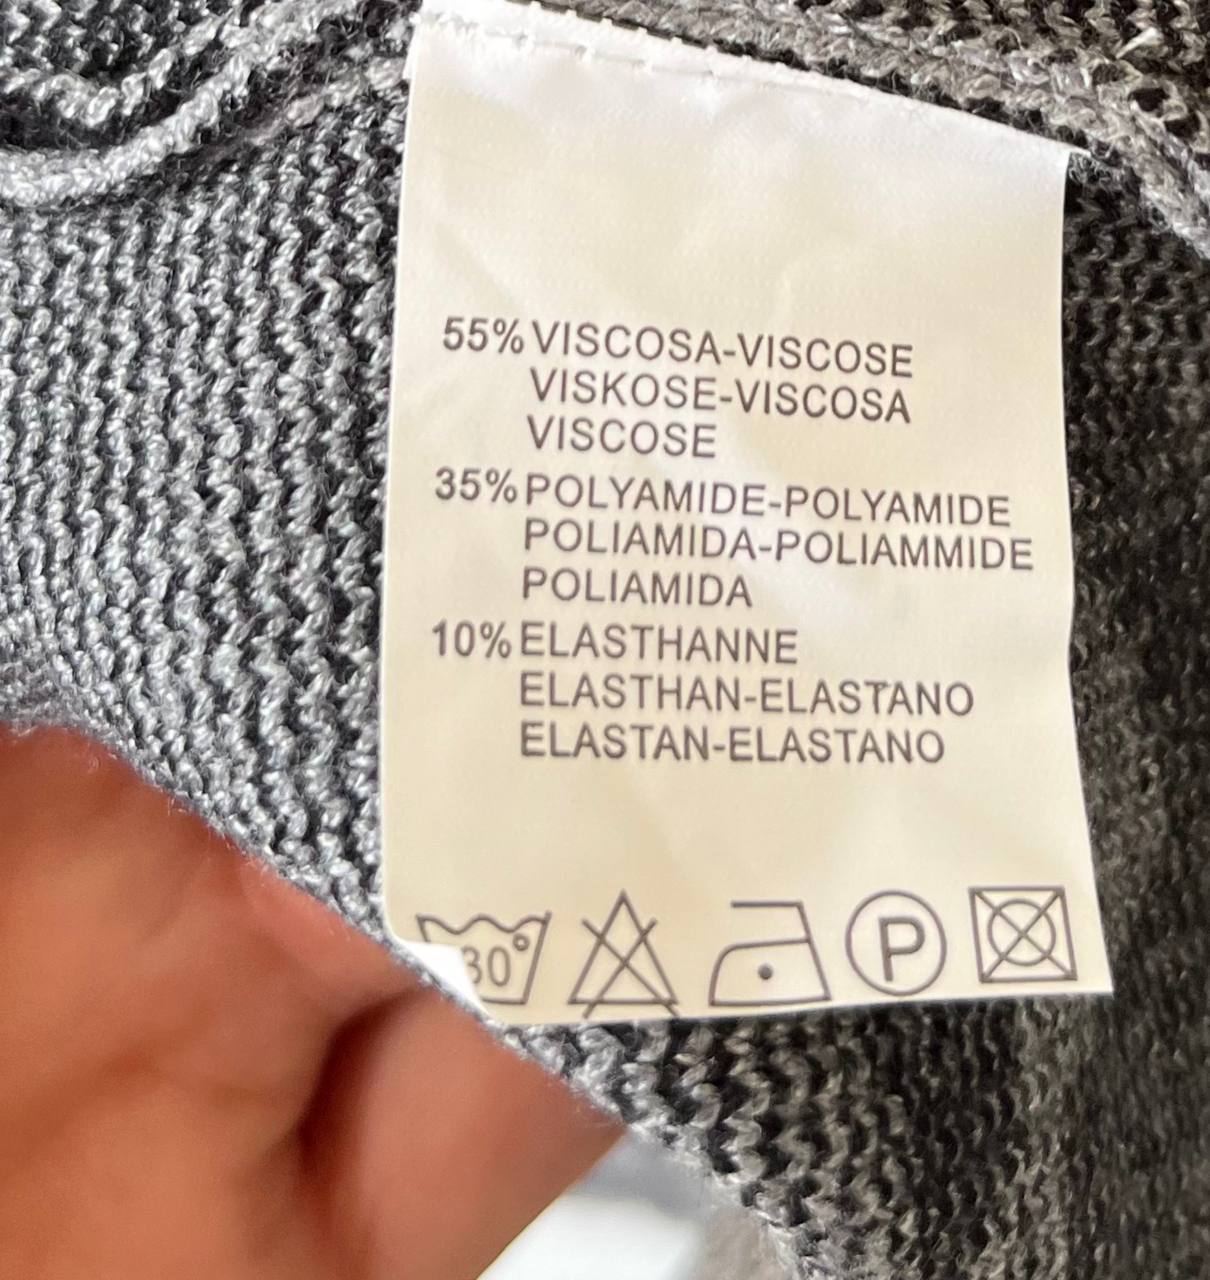 55% VISCOSA-VISCOSE
VISKOSE-VISCOSA
VISCOSE
35% POLYAMIDE-POLYAMIDE
POLIAMIDA-POLIAMMIDE
POLIAMIDA
10% ELASTHANNE
ELASTHAN-ELASTANO
ELASTAN-ELASTANO
30° P